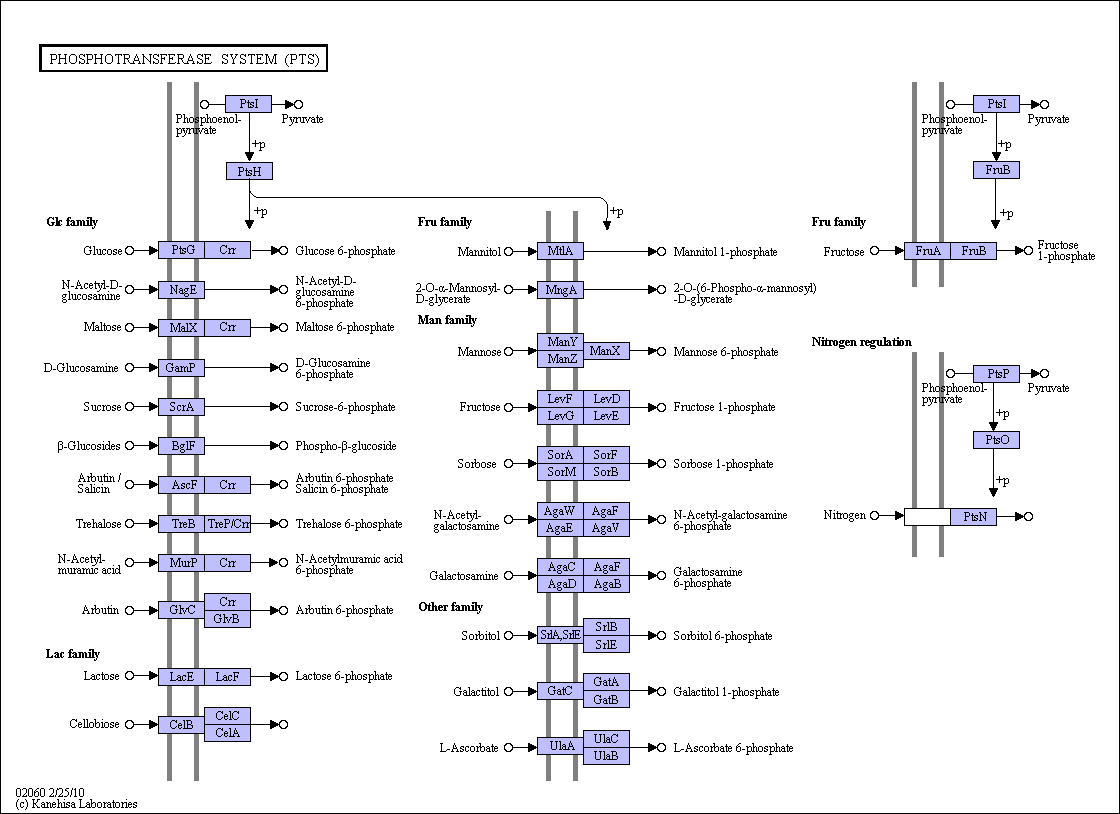 PHOSPHOTRANSFERASE SYSTEM (PTS)
PtsI
Phosphoenol-
pyruvate
Pyruvate
+p
PtsH
+p
+p
Glc family
Glucose
PtsG
Crr
Glucose 6-phosphate
N-Acetyl-D-
glucosamine
NagE
N-Acetyl-D-
glucosamine
6-phosphate
Maltose
MalX
Crr
Maltose 6-phosphate
D-Glucosamine
GamP
D-Glucosamine
6-phosphate
Sucrose
ScrA
Sucrose-6-phosphate
β-Glucosides
BglF
Phospho-β-glucoside
Arbutin /
Salicin
AscF
Crr
Arbutin 6-phosphate
Salicin 6-phosphate
Trehalose
TreB
TreP/Crr
Trehalose 6-phosphate
N-Acetyl-
muramic acid
MurP
Crr
N-Acetylmuramic acid
6-phosphate
Arbutin
GlvC
Crr
GlvB
Arbutin 6-phosphate
Lac family
Lactose
LacE
LacF
Lactose 6-phosphate
Cellobiose
CelB
CelC
CelA
Fru family
Mannitol
MtlA
Mannitol 1-phosphate
2-O-α-Mannosyl-
D-glycerate
MngA
2-O-(6-Phospho-α-mannosyl)
-D-glycerate
Man family
Mannose
ManY
ManZ
ManX
Mannose 6-phosphate
Fructose
LevF
LevD
LevG
LevE
Fructose 1-phosphate
Sorbose
SorA
SorF
SorM
SorB
Sorbose 1-phosphate
N-Acetyl-
galactosamine
AgaW
AgaF
AgaE
AgaV
N-Acetyl-galactosamine
6-phosphate
Galactosamine
AgaC
AgaF
AgaD
AgaB
Galactosamine
6-phosphate
Other family
Sorbitol
SrlA,SrlE
SrlB
SrlE
Sorbitol 6-phosphate
Galactitol
GatC
GatA
GatB
Galactitol 1-phosphate
L-Ascorbate
UlaA
UlaC
UlaB
L-Ascorbate 6-phosphate
PtsI
Phosphoenol-
pyruvate
Pyruvate
+p
FruB
+p
Fru family
Fructose
FruA
FruB
Fructose
1-phosphate
Nitrogen regulation
PtsP
Phosphoenol-
pyruvate
Pyruvate
+p
PtsO
+p
Nitrogen
PtsN
02060 2/25/10
(c) Kanehisa Laboratories